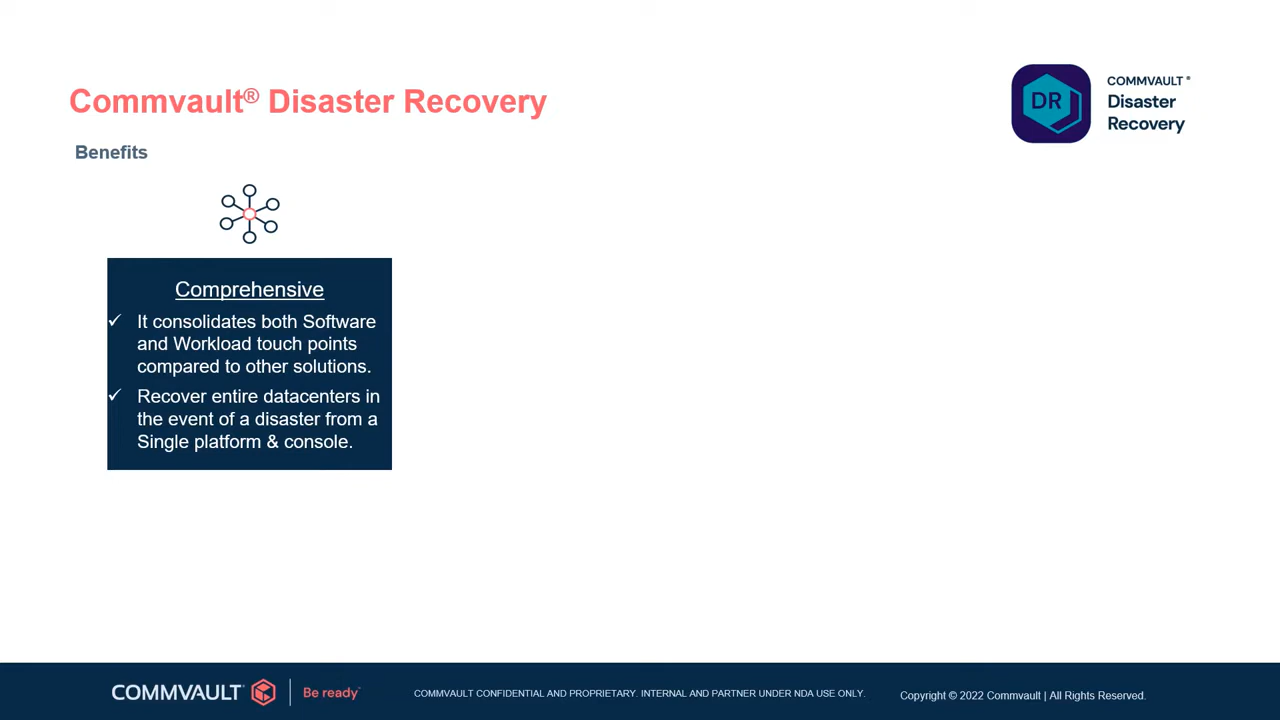 Commvault® Disaster Recovery
DR
COMMVAULT®
Disaster
Recovery
Benefits
Comprehensive
✓ It consolidates both Software
and Workload touch points
compared to other solutions.
✓ Recover entire datacenters in
the event of a disaster from a
Single platform & console.
COMMVAULT
Be ready
COMMVAULT CONFIDENTIAL AND PROPRIETARY. INTERNAL AND PARTNER UNDER NDA USE ONLY.
Copyright © 2022 Commvault | All Rights Reserved.